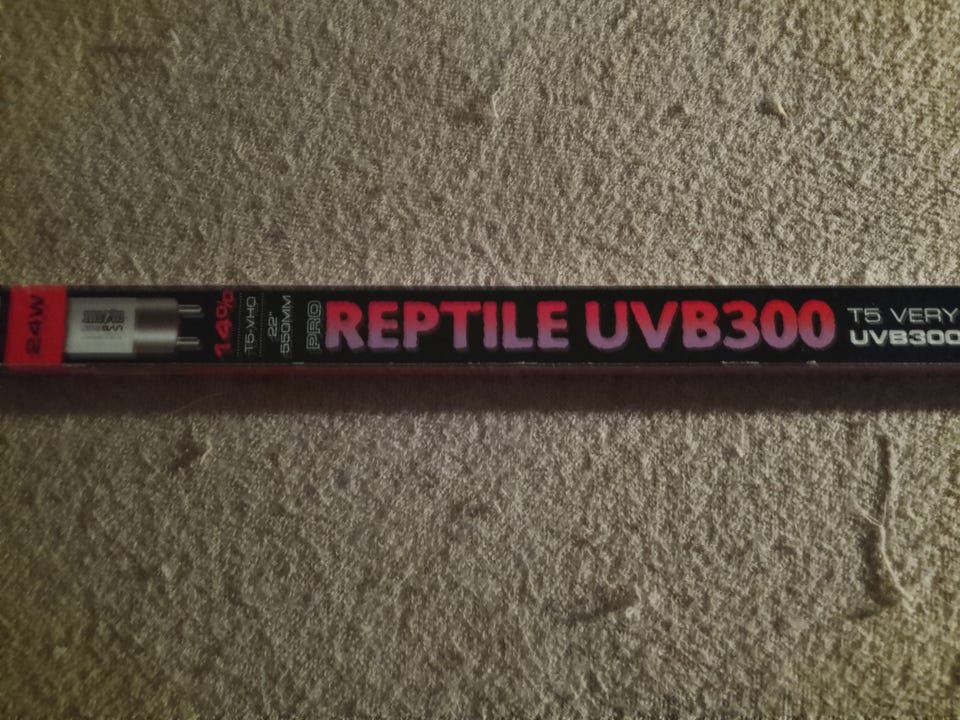 24W
14%
T5.VHO
22"
550MM
PRO
REPTILE UVB300
T5 VERY
UVB300